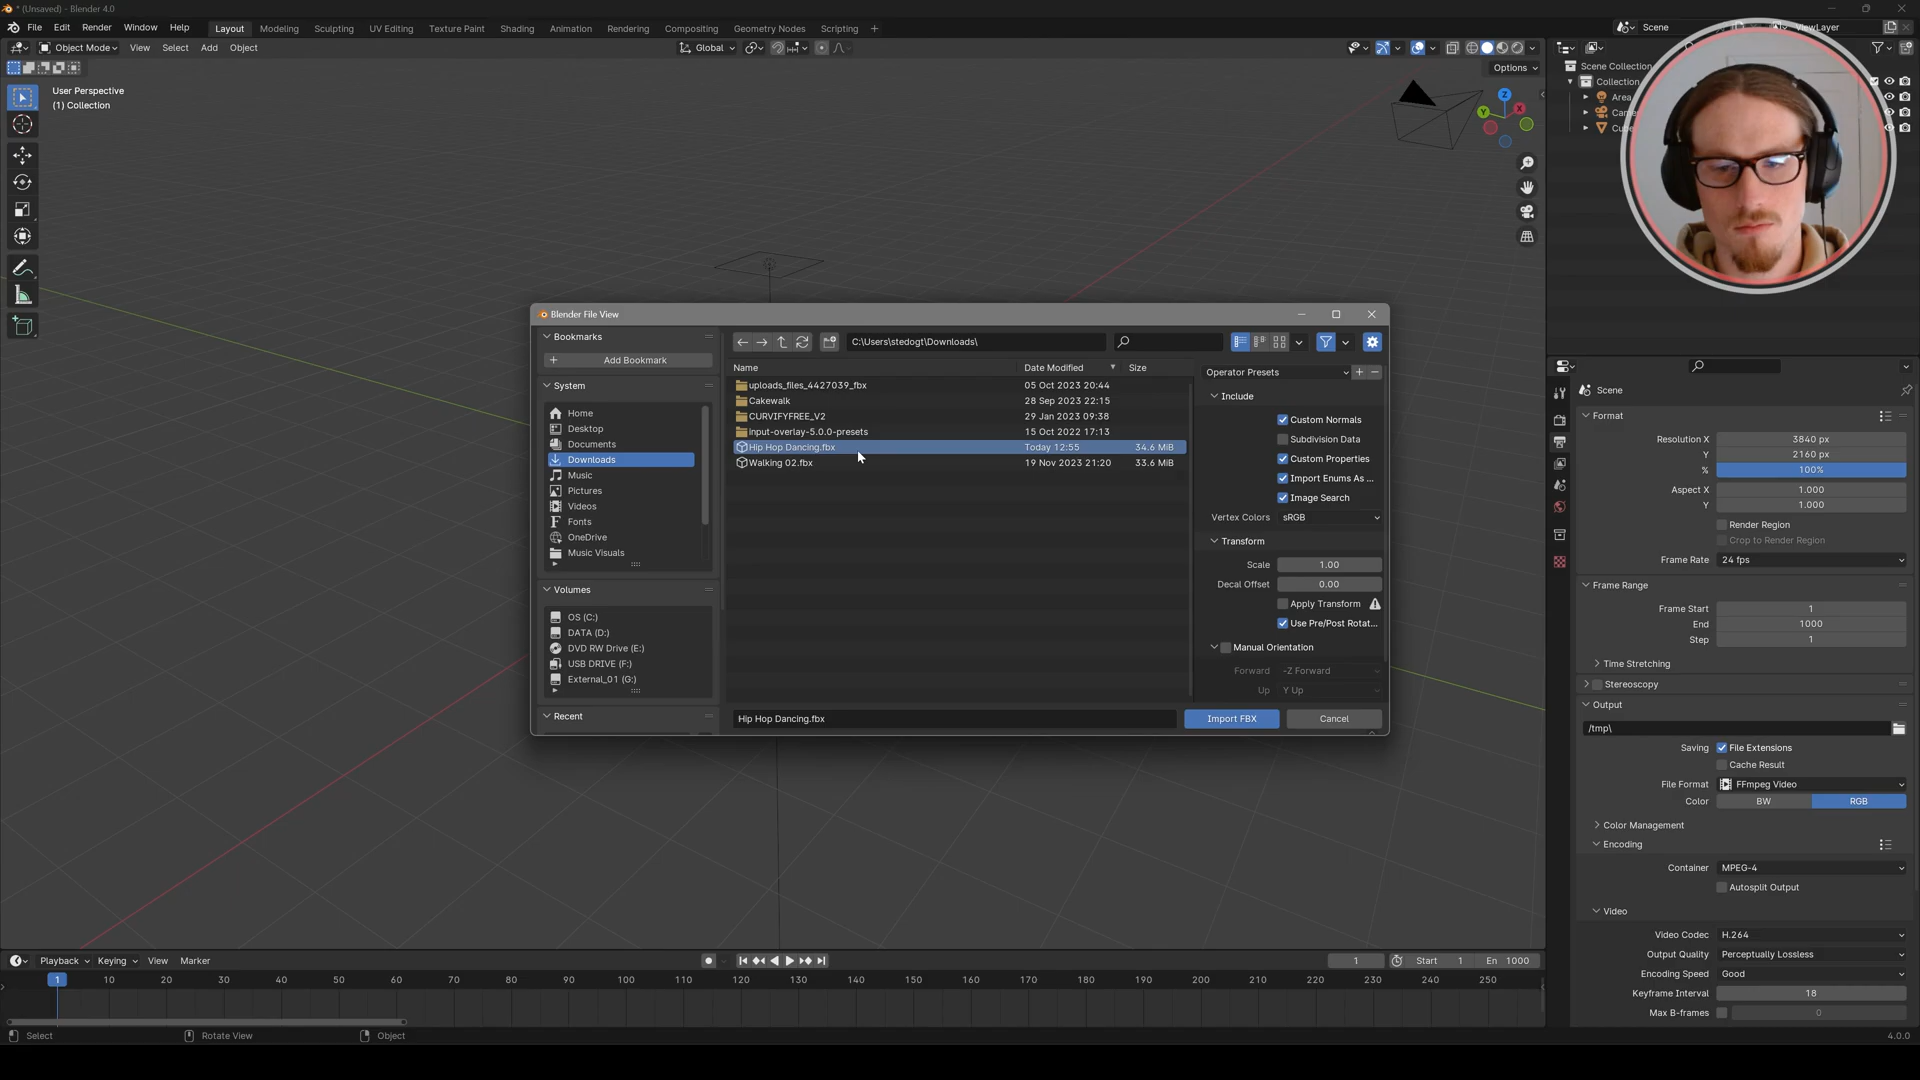 * (Unsaved) - Blender 4.0
File Edit Render Window Help Layout Modeling Sculpting UV Editing Texture Paint Shading Animation Rendering Compositing Geometry Nodes Scripting + Scene ViewLayer
Object Mode View Select Add Object Global
Options
User Perspective
(1) Collection
Z
Y
X
Scene Collection
Collection
Area
Blender File View
Bookmarks
Add Bookmark
System
Home
Desktop
Documents
Downloads
Music
Pictures
Videos
Fonts
OneDrive
Music Visuals
Volumes
OS (C:)
DATA (D:)
DVD RW Drive (E:)
USB DRIVE (F:)
External_01 (G:)
Recent
C:\Users\stedogt\Downloads\
Name Date Modified Size
uploads_files_4427039_fbx 05 Oct 2023 20:44
Cakewalk 28 Sep 2023 22:15
CURVIFYFREE_V2 29 Jan 2023 09:38
input-overlay-5.0.0-presets 15 Oct 2022 17:13
Hip Hop Dancing.fbx Today 12:55 34.6 MiB
Walking 02.fbx 19 Nov 2023 21:20 33.6 MiB
Operator Presets
Include
Custom Normals
Subdivision Data
Custom Properties
Import Enums As ...
Image Search
Vertex Colors sRGB
Transform
Scale 1.00
Decal Offset 0.00
Apply Transform
Use Pre/Post Rotat...
Manual Orientation
Forward -Z Forward
Up Y Up
Hip Hop Dancing.fbx Import FBX Cancel
Scene
Format
Resolution X 3840 px
Y 2160 px
% 100%
Aspect X 1.000
Y 1.000
Render Region
Crop to Render Region
Frame Rate 24 fps
Frame Range
Frame Start 1
End 1000
Step 1
Time Stretching
Stereoscopy
Output
/tmp\
Saving File Extensions
Cache Result
File Format FFmpeg Video
Color BW RGB
Color Management
Encoding
Container MPEG-4
Autosplit Output
Video
Video Codec H.264
Output Quality Perceptually Lossless
Encoding Speed Good
Keyframe Interval 18
Max B-frames 0
Playback Keying View Marker 1 Start 1 En 1000
1 10 20 30 40 50 60 70 80 90 100 110 120 130 140 150 160 170 180 190 200 210 220 230 240 250
Select Rotate View Object 4.0.0